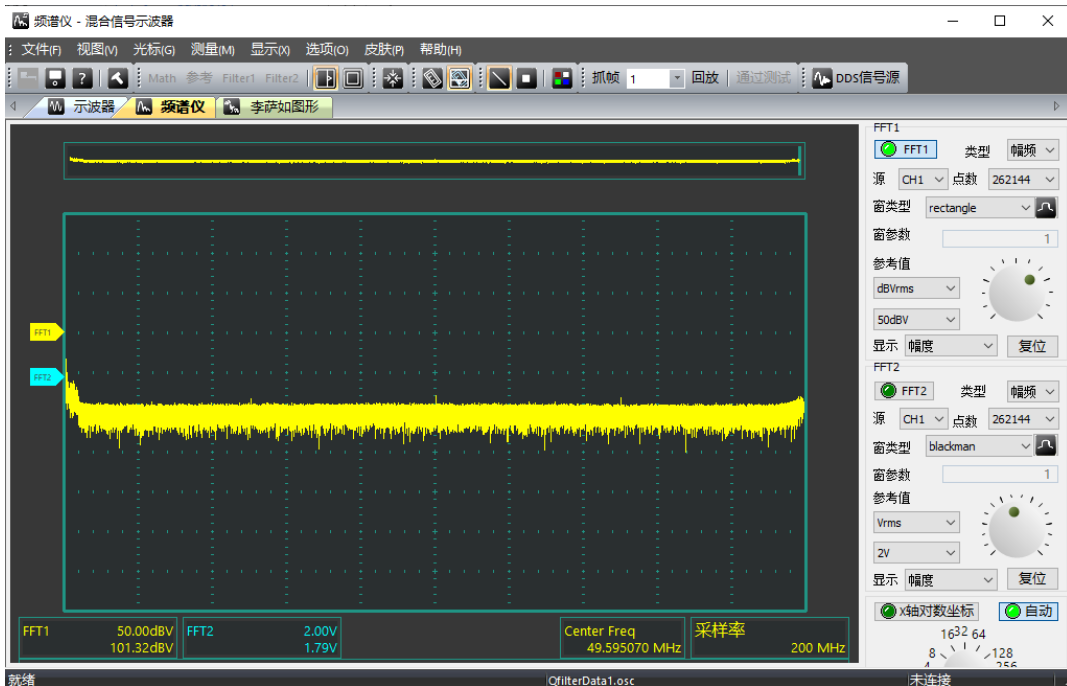 频谱仪 - 混合信号示波器
文件(F) 视图(V) 光标(G) 测量(M) 显示(X) 选项(O) 皮肤(P) 帮助(H)
Math 参考 Filter1 Filter2 抓帧 1 回放 通过测试 DDS信号源
示波器 频谱仪 李萨如图形
FFT1
FFT1 类型 幅频
源 CH1 点数 262144
窗类型 rectangle
窗参数 1
参考值
dBVrms
50dBV
显示 幅度 复位
FFT2
FFT2 类型 幅频
源 CH1 点数 262144
窗类型 blackman
窗参数 1
参考值
Vrms
2V
显示 幅度 复位
x轴对数坐标 自动
16 32 64
8 128
4 256
FFT1
FFT2
FFT1 50.00dBV FFT2 2.00V Center Freq 采样率
101.32dBV 1.79V 49.595070 MHz 200 MHz
就绪 QfilterData1.osc 未连接